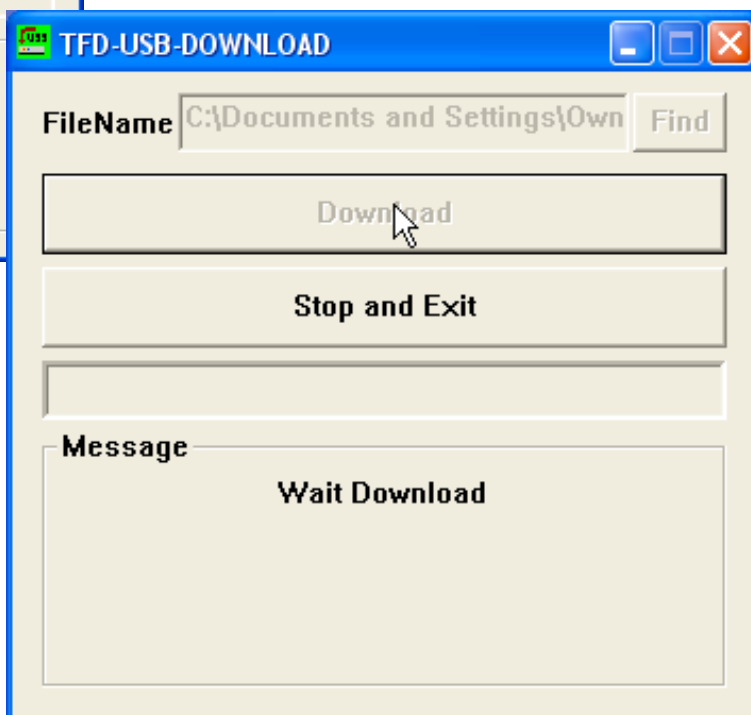 TFD-USB-DOWNLOAD
FileName C:\Documents and Settings\Own Find
Download
Stop and Exit
Message
Wait Download